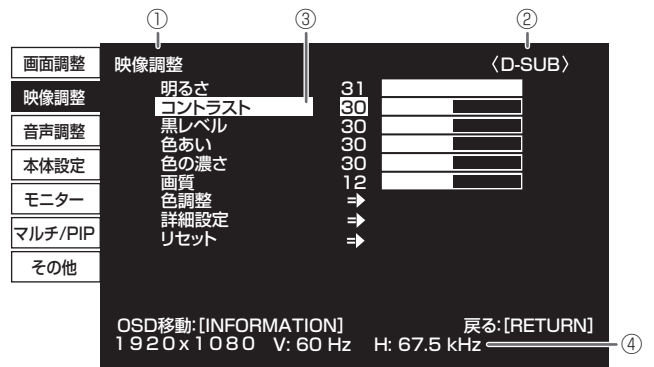 ① ③ ②
画面調整
映像調整
音声調整
本体設定
モニター
マルチ/PIP
その他
映像調整 〈D-SUB〉
明るさ 31
コントラスト 30
黒レベル 30
色あい 30
色の濃さ 30
画質 12
色調整
詳細設定
リセット
OSD移動:[INFORMATION] 戻る:[RETURN]
1920x1080 V: 60 Hz H: 67.5 kHz ④